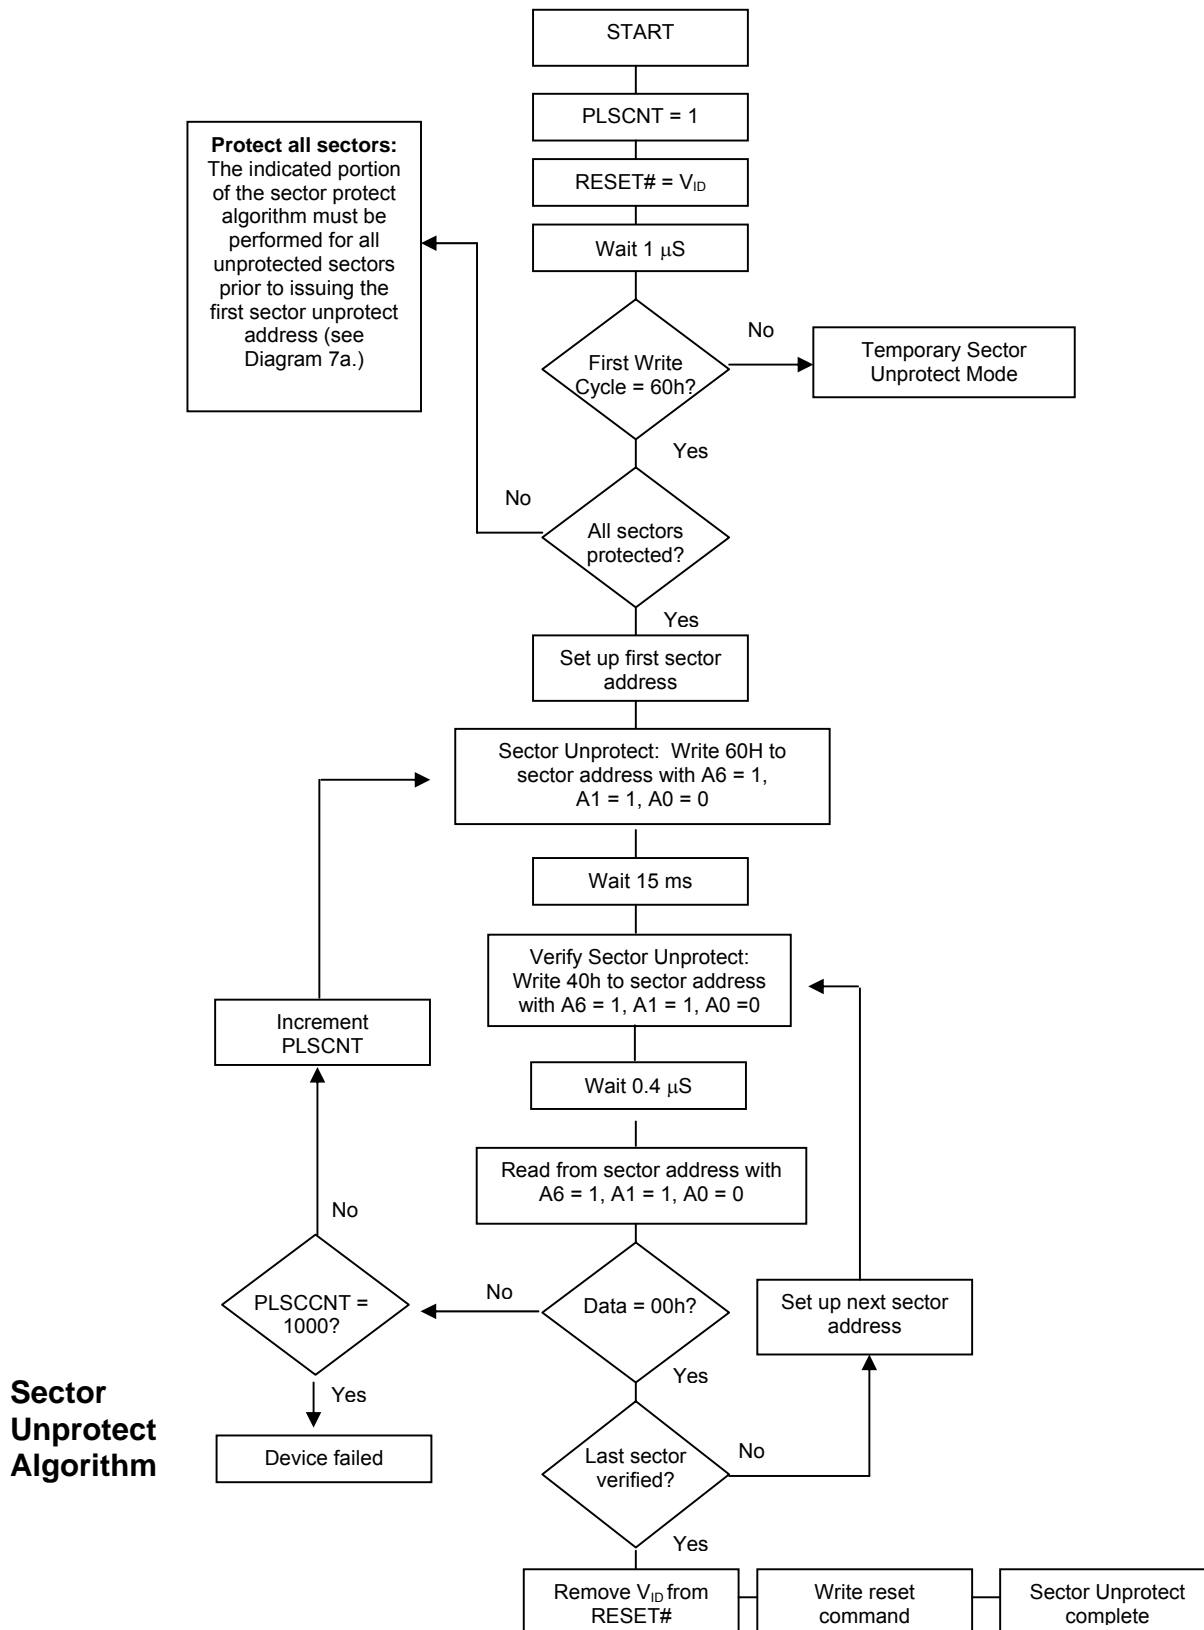 START
PLSCNT = 1
Protect all sectors:
The indicated portion
of the sector protect
algorithm must be
performed for all
unprotected sectors
prior to issuing the
first sector unprotect
address (see
Diagram 7a.)
RESET# = VID
Wait 1 μS
First Write
Cycle = 60h?
No
Temporary Sector
Unprotect Mode
Yes
No
All sectors
protected?
Yes
Set up first sector
address
Sector Unprotect: Write 60H to
sector address with A6 = 1,
A1 = 1, A0 = 0
Wait 15 ms
Verify Sector Unprotect:
Write 40h to sector address
with A6 = 1, A1 = 1, A0 =0
Increment
PLSCNT
Wait 0.4 μS
Read from sector address with
A6 = 1, A1 = 1, A0 = 0
No
PLSCCNT =
1000?
No
Data = 00h?
Set up next sector
address
Yes
Yes
Device failed
Sector
Unprotect
Algorithm
Last sector
verified?
No
Yes
Remove VID from
RESET#
Write reset
command
Sector Unprotect
complete